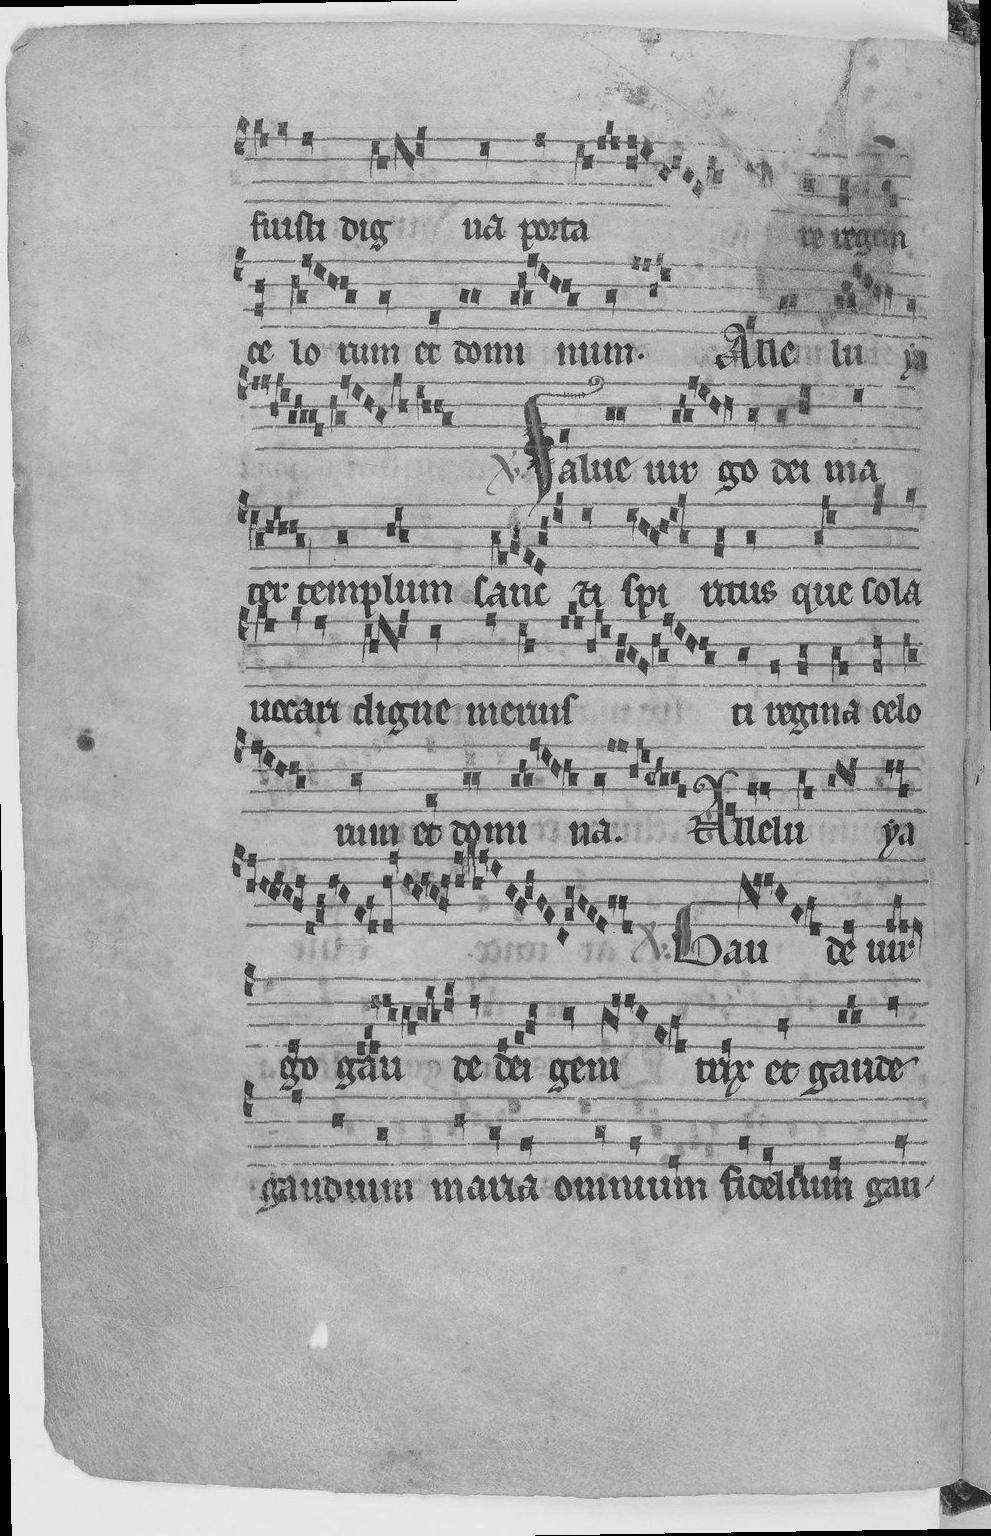 fuisti dig na porta re regem
ce lo rum et domi num. Alle lu ya
℣. Salue uir go dei ma
ter templum sanc ti spi ritus que sola
uocari digne meruis ti regina celo
rum et domi na. Allelu ya
℣. Gau de uir
go gau de dei geni trix et gaude
gaudium maria omnium fidelium gau